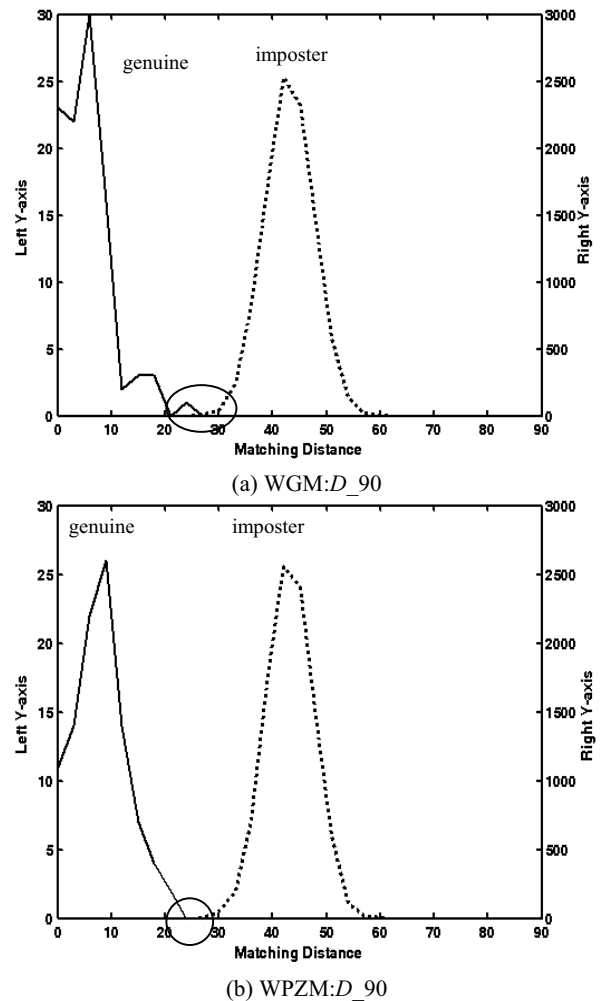 30 3000
genuine imposter
25 2500
20 2000
Left Y-axis Right Y-axis
15 1500
10 1000
5 500
0 0
0 10 20 30 40 50 60 70 80 90
Matching Distance
(a) WGM:D_90
30 3000
genuine imposter
25 2500
20 2000
Left Y-axis Right Y-axis
15 1500
10 1000
5 500
0 0
0 10 20 30 40 50 60 70 80 90
Matching Distance
(b) WPZM:D_90